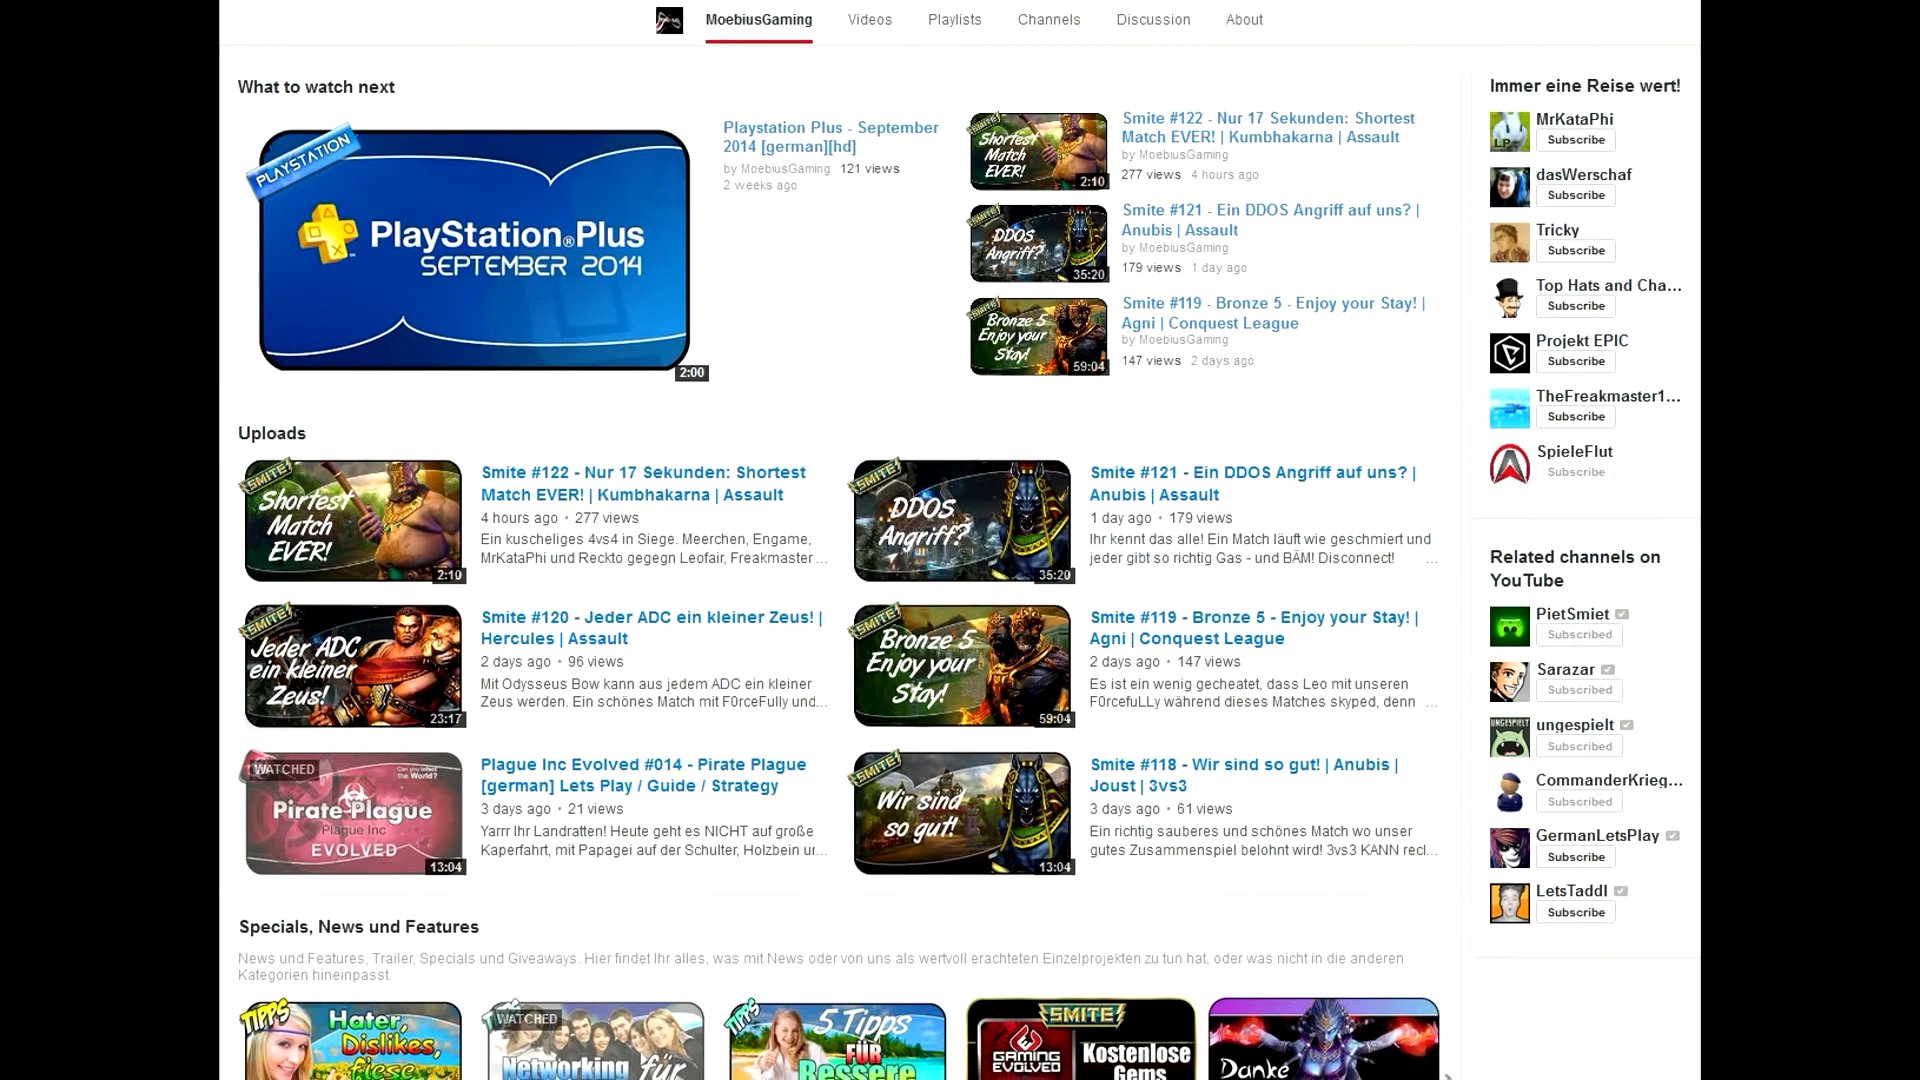 MoebiusGaming Videos Playlists Channels Discussion About
What to watch next
PLAYSTATION
PlayStation®Plus
SEPTEMBER 2014
2:00
Playstation Plus - September
2014 [german][hd]
by MoebiusGaming 121 views
2 weeks ago
SMITE
Shortest
Match
EVER!
2:10
Smite #122 - Nur 17 Sekunden: Shortest
Match EVER! | Kumbhakarna | Assault
by MoebiusGaming
277 views 4 hours ago
SMITE
DDOS
Angriff?
35:20
Smite #121 - Ein DDOS Angriff auf uns? |
Anubis | Assault
by MoebiusGaming
179 views 1 day ago
SMITE
Bronze 5
Enjoy your
Stay!
59:04
Smite #119 - Bronze 5 - Enjoy your Stay! |
Agni | Conquest League
by MoebiusGaming
147 views 2 days ago
Uploads
SMITE
Shortest
Match
EVER!
2:10
Smite #122 - Nur 17 Sekunden: Shortest
Match EVER! | Kumbhakarna | Assault
4 hours ago • 277 views
Ein kuscheliges 4vs4 in Siege. Meerchen, Engame,
MrKataPhi und Reckto gegegn Leofair, Freakmaster ...
SMITE
DDOS
Angriff?
35:20
Smite #121 - Ein DDOS Angriff auf uns? |
Anubis | Assault
1 day ago • 179 views
Ihr kennt das alle! Ein Match läuft wie geschmiert und
jeder gibt so richtig Gas - und BÄM! Disconnect! ...
SMITE
Jeder ADC
ein kleiner
Zeus!
23:17
Smite #120 - Jeder ADC ein kleiner Zeus! |
Hercules | Assault
2 days ago • 96 views
Mit Odysseus Bow kann aus jedem ADC ein kleiner
Zeus werden. Ein schönes Match mit F0rceFully und...
SMITE
Bronze 5
Enjoy your
Stay!
59:04
Smite #119 - Bronze 5 - Enjoy your Stay! |
Agni | Conquest League
2 days ago • 147 views
Es ist ein wenig gecheatet, dass Leo mit unseren
F0rcefuLLy während dieses Matches skyped, denn ...
WATCHED
Can you infect
the World?
Pirate Plague
Plague Inc
EVOLVED
13:04
Plague Inc Evolved #014 - Pirate Plague
[german] Lets Play / Guide / Strategy
3 days ago • 21 views
Yarrr Ihr Landratten! Heute geht es NICHT auf große
Kaperfahrt, mit Papagei auf der Schulter, Holzbein ur...
SMITE
Wir sind
so gut!
13:04
Smite #118 - Wir sind so gut! | Anubis |
Joust | 3vs3
3 days ago • 61 views
Ein richtig sauberes und schönes Match wo unser
gutes Zusammenspiel belohnt wird! 3vs3 KANN recl...
Specials, News und Features
News und Features, Trailer, Specials und Giveaways. Hier findet Ihr alles, was mit News oder von uns als wertvoll erachteten Einzelprojekten zu tun hat, oder was nicht in die anderen
Kategorien hineinpasst.
TIPPS
Hater,
Dislikes,
fiese
WATCHED
Networking
für
TIPPS
5 Tipps
FÜR
Bessere
SMITE
GAMING
EVOLVED
Kostenlose
Gems
Danke
Immer eine Reise wert!
LP
MrKataPhi
Subscribe
dasWerschaf
Subscribe
Tricky
Subscribe
Top Hats and Cha...
Subscribe
Projekt EPIC
Subscribe
TheFreakmaster1...
Subscribe
SpieleFlut
Subscribe
Related channels on
YouTube
PietSmiet
Subscribed
Sarazar
Subscribed
UNGESPIELT
ungespielt
Subscribed
CommanderKrieg...
Subscribed
GermanLetsPlay
Subscribe
LetsTaddl
Subscribe